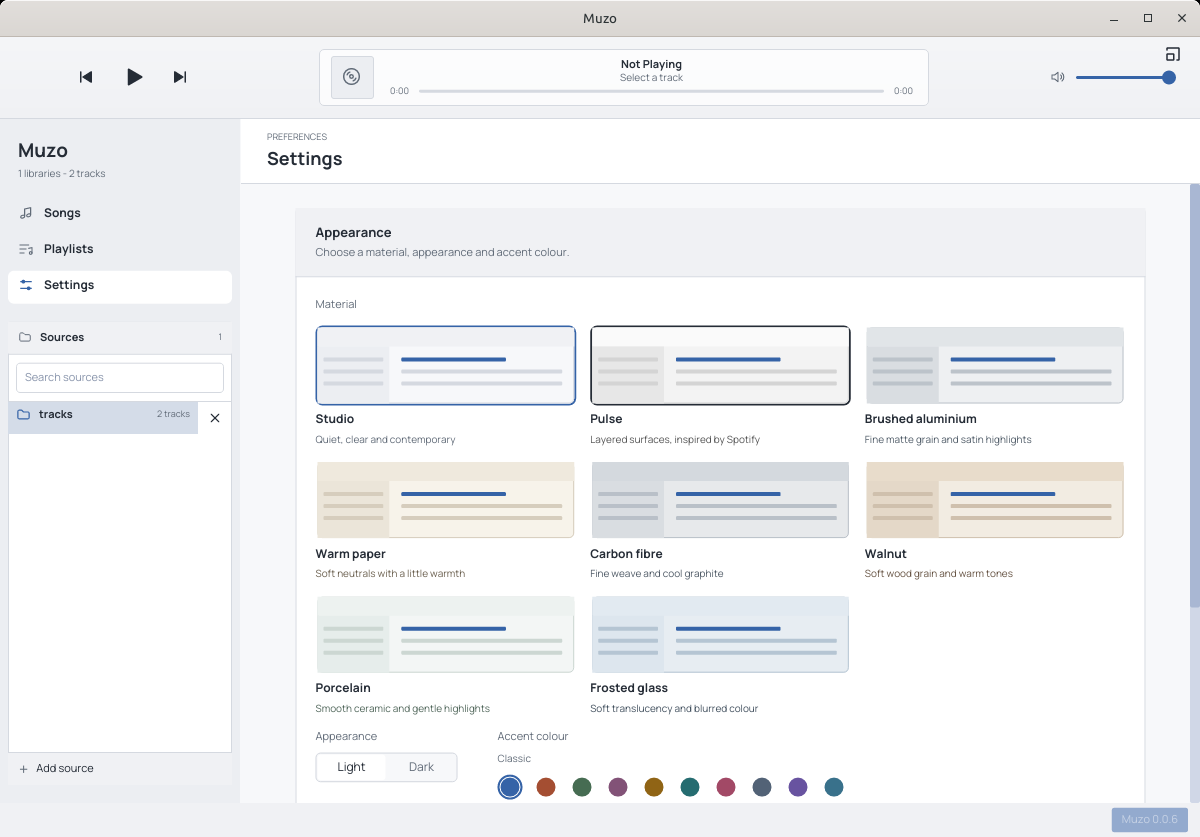 Muzo
Not Playing
Select a track
0:00
0:00
Muzo
1 libraries - 2 tracks
Songs
Playlists
Settings
Sources
1
Search sources
tracks
2 tracks
Add source
PREFERENCES
Settings
Appearance
Choose a material, appearance and accent colour.
Material
Studio
Quiet, clear and contemporary
Pulse
Layered surfaces, inspired by Spotify
Brushed aluminium
Fine matte grain and satin highlights
Warm paper
Soft neutrals with a little warmth
Carbon fibre
Fine weave and cool graphite
Walnut
Soft wood grain and warm tones
Porcelain
Smooth ceramic and gentle highlights
Frosted glass
Soft translucency and blurred colour
Appearance
Light
Dark
Accent colour
Classic
Muzo 0.0.6